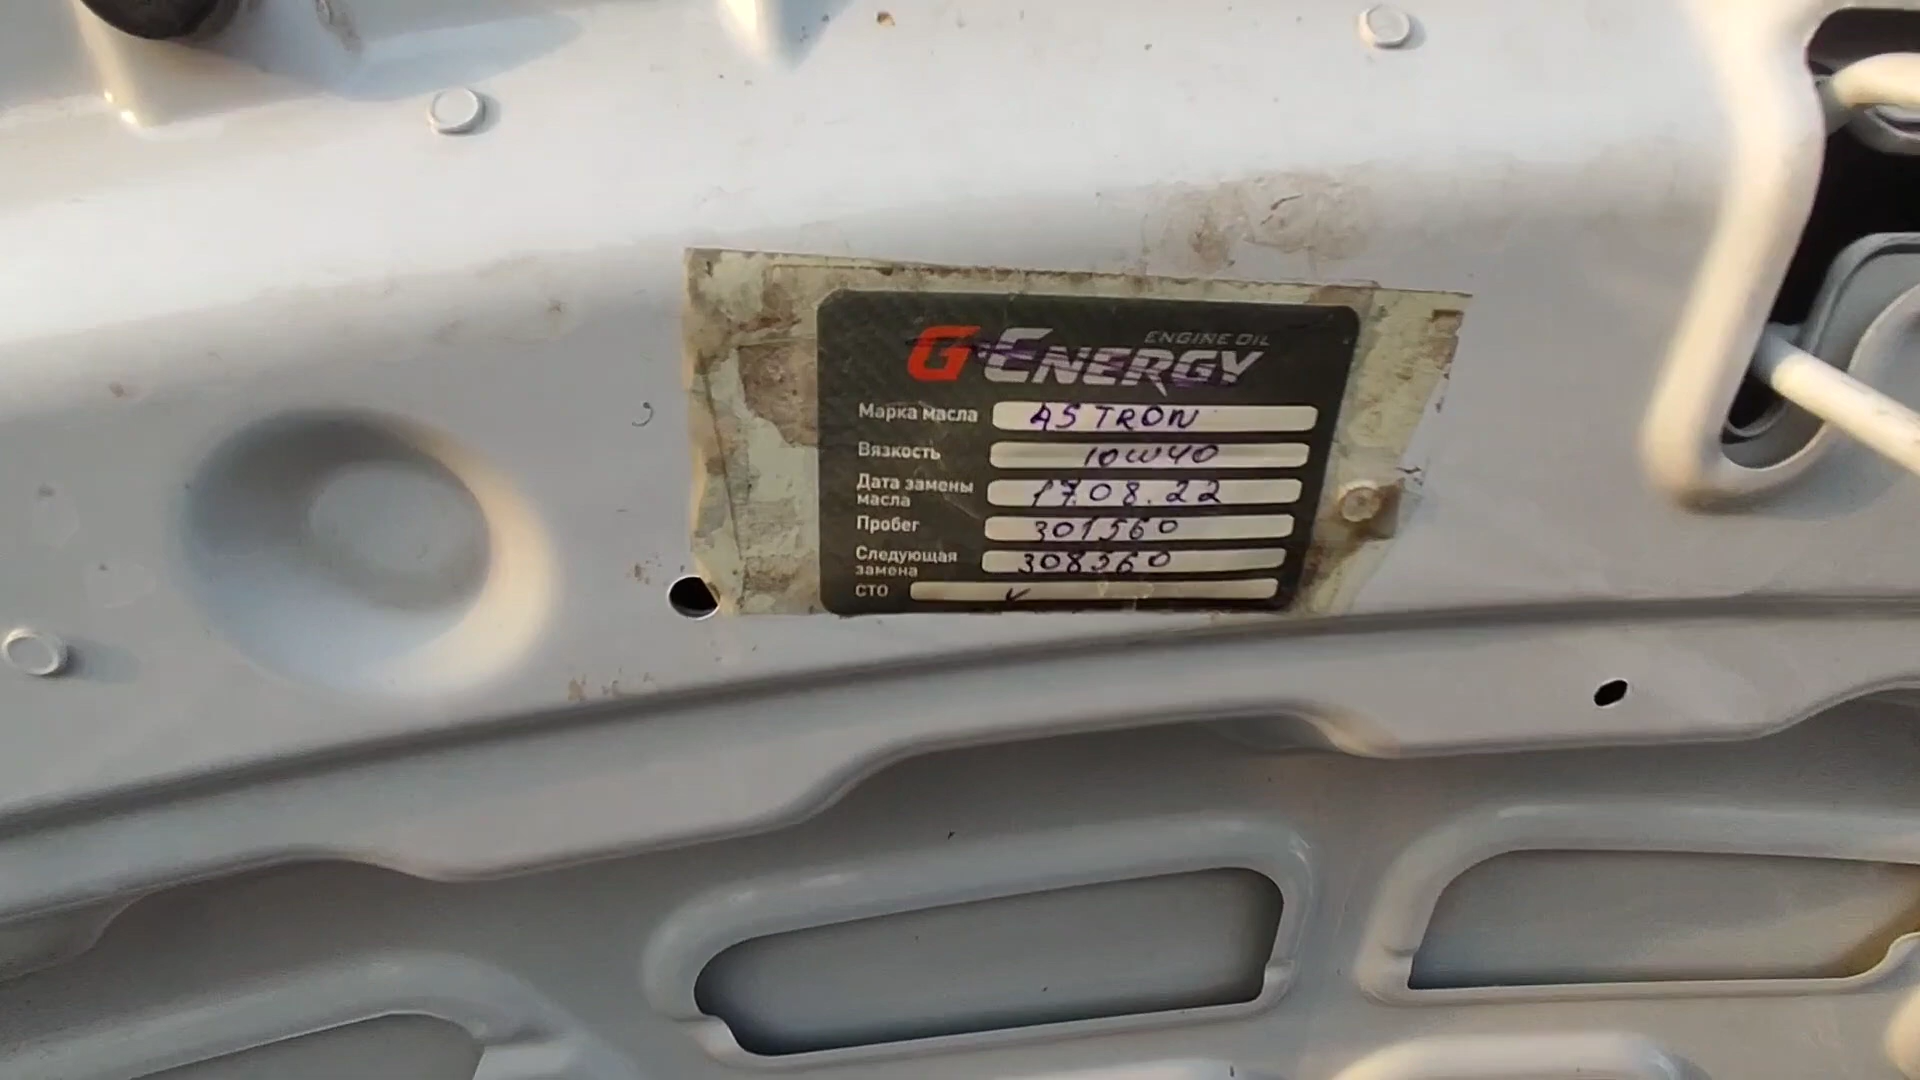 ENGINE OIL
G-ENERGY
Марка масла ASTRON
Вязкость 10W40
Дата замены масла 17.08.22
Пробег 301560
Следующая замена 308560
СТО